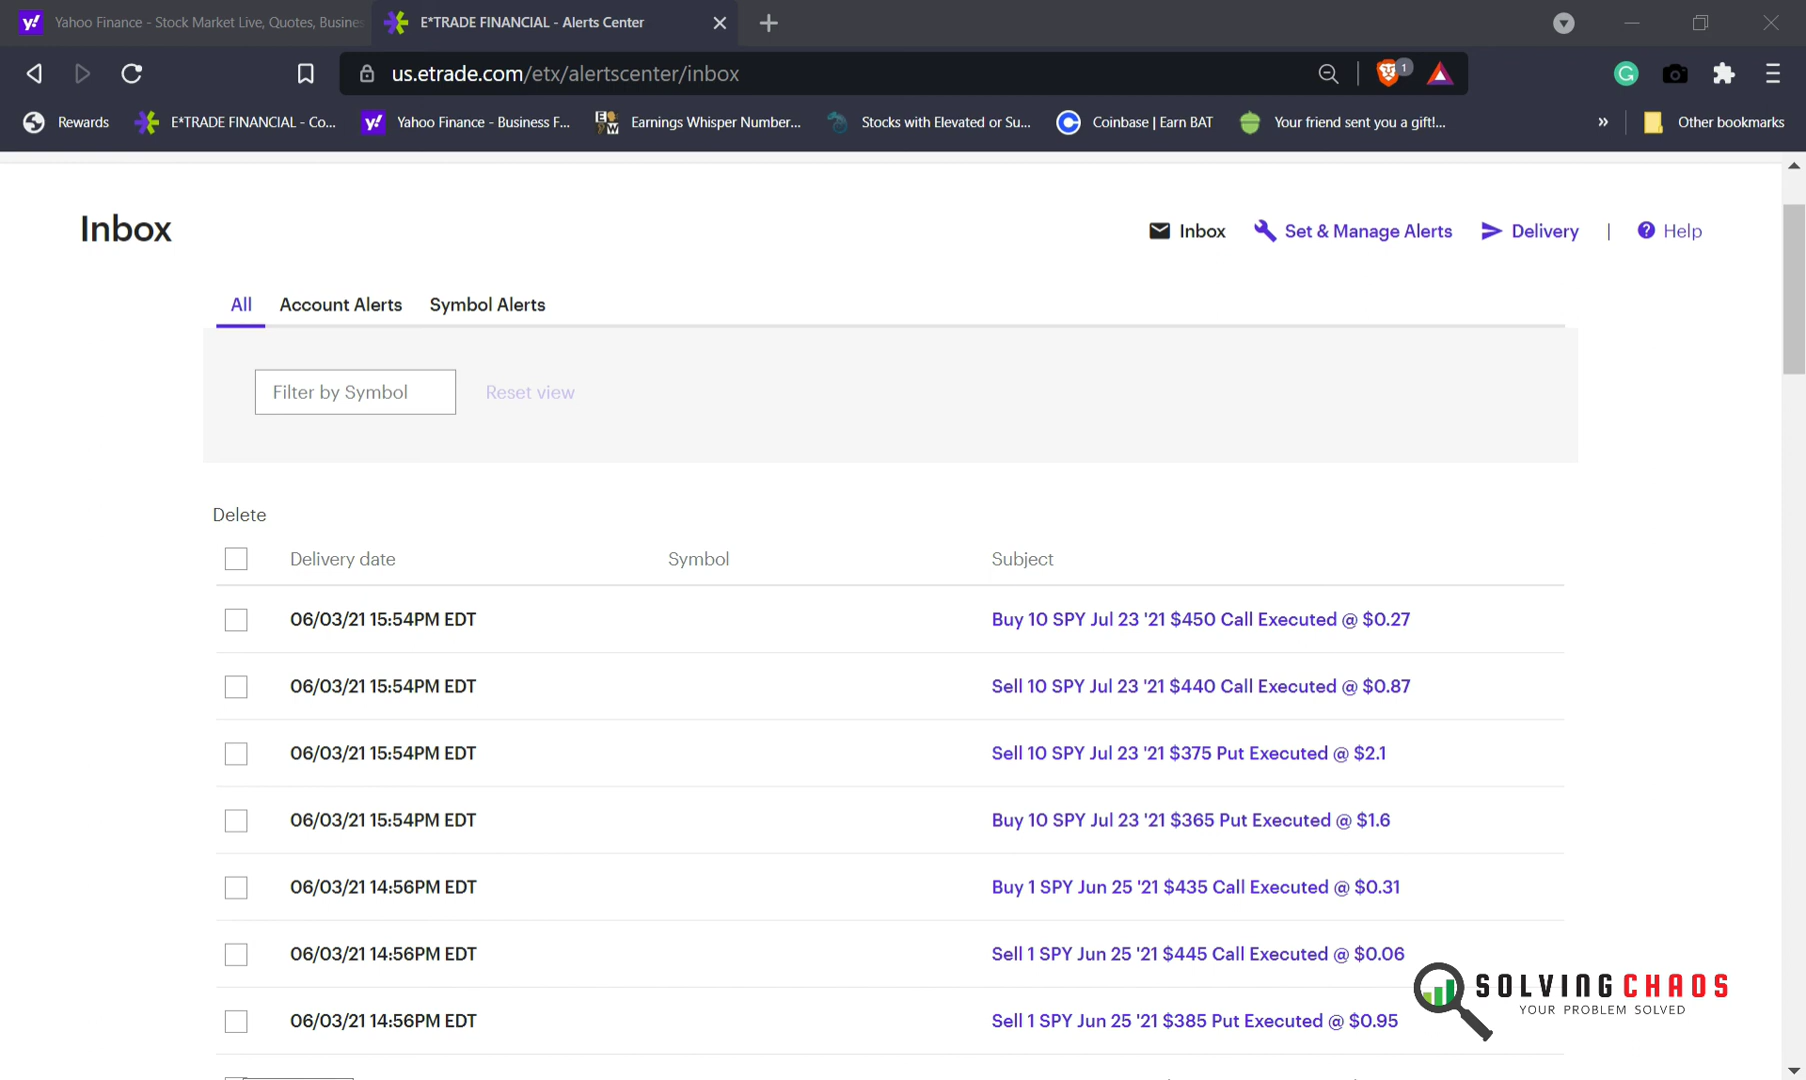 Yahoo Finance - Stock Market Live, Quotes, Busines
E*TRADE FINANCIAL - Alerts Center
us.etrade.com/etx/alertscenter/inbox
1
Rewards
E*TRADE FINANCIAL - Co...
Yahoo Finance - Business F...
Earnings Whisper Number...
Stocks with Elevated or Su...
Coinbase | Earn BAT
Your friend sent you a gift!...
»
Other bookmarks
Inbox
Inbox
Set & Manage Alerts
Delivery
|
Help
All
Account Alerts
Symbol Alerts
Filter by Symbol
Reset view
Delete
Delivery date Symbol Subject
06/03/21 15:54PM EDT Buy 10 SPY Jul 23 '21 $450 Call Executed @ $0.27
06/03/21 15:54PM EDT Sell 10 SPY Jul 23 '21 $440 Call Executed @ $0.87
06/03/21 15:54PM EDT Sell 10 SPY Jul 23 '21 $375 Put Executed @ $2.1
06/03/21 15:54PM EDT Buy 10 SPY Jul 23 '21 $365 Put Executed @ $1.6
06/03/21 14:56PM EDT Buy 1 SPY Jun 25 '21 $435 Call Executed @ $0.31
06/03/21 14:56PM EDT Sell 1 SPY Jun 25 '21 $445 Call Executed @ $0.06
06/03/21 14:56PM EDT Sell 1 SPY Jun 25 '21 $385 Put Executed @ $0.95
SOLVINGCHAOS
YOUR PROBLEM SOLVED